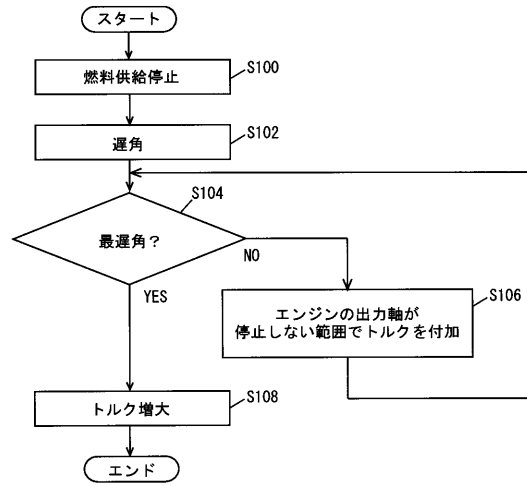 スタート
燃料供給停止
S100
遅角
S102
S104
最遅角？
NO
YES
S106
エンジンの出力軸が
停止しない範囲でトルクを付加
トルク増大
S108
エンド